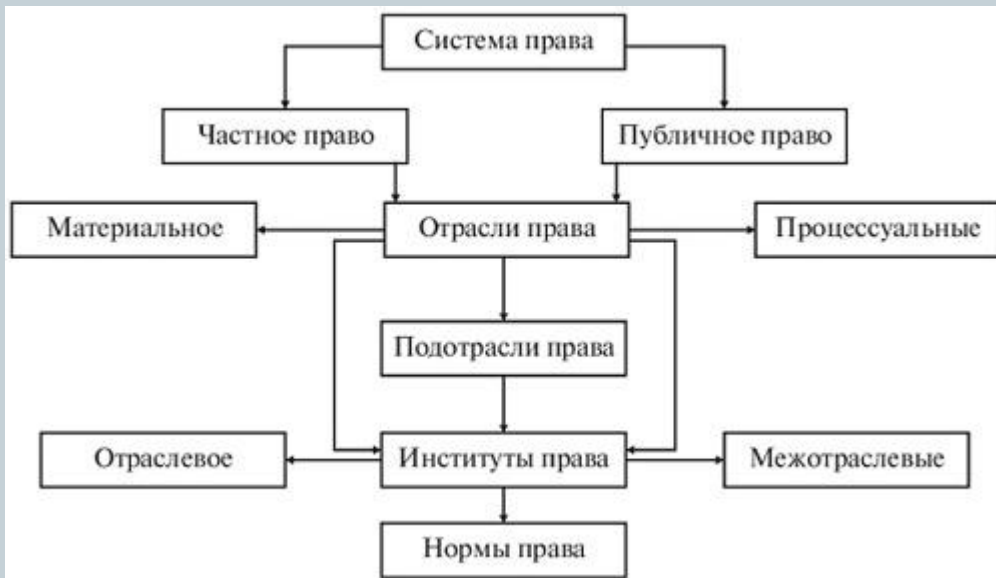 Система права
Частное право
Публичное право
Материальное
Отрасли права
Процессуальные
Подотрасли права
Отраслевое
Институты права
Межотраслевые
Нормы права